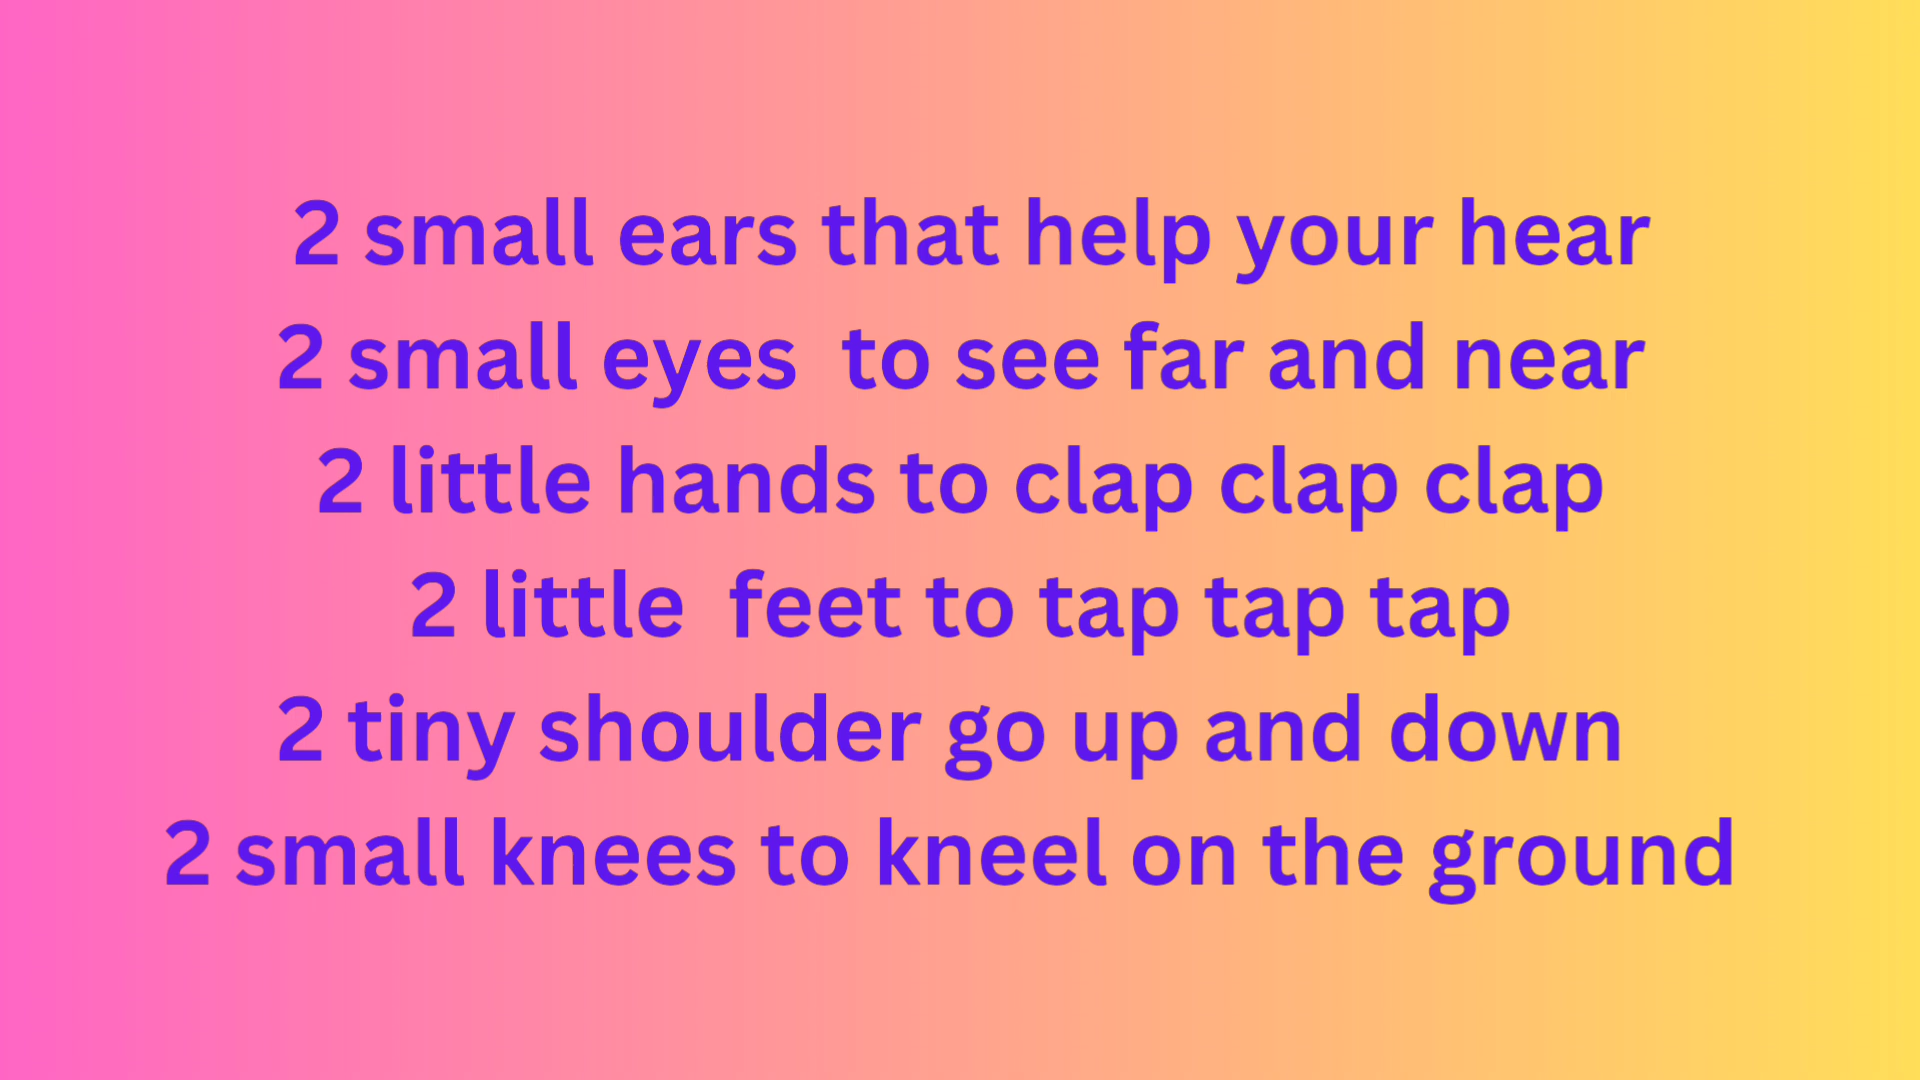 2 small ears that help your hear
2 small eyes  to see far and near
2 little hands to clap clap clap
2 little  feet to tap tap tap
2 tiny shoulder go up and down
2 small knees to kneel on the ground